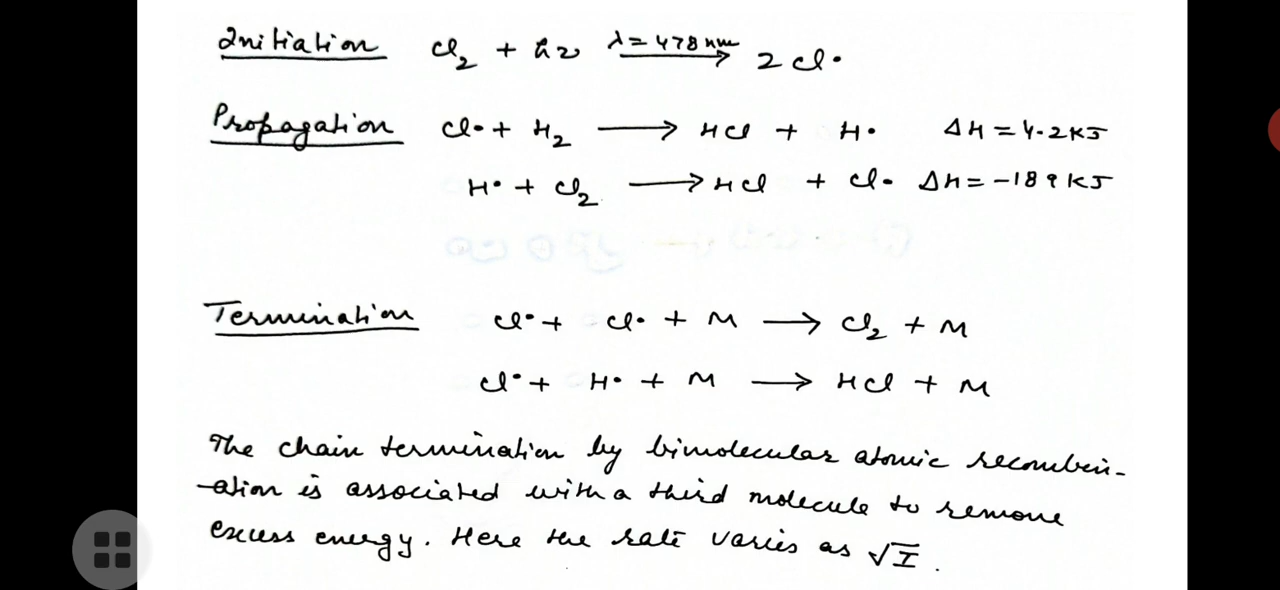 Initiation Cl₂ + hν λ = 478 nm → 2 Cl•
Propagation Cl• + H₂ → HCl + H• ΔH = 4.2 KJ
H• + Cl₂ → HCl + Cl• ΔH = -189 KJ
Termination Cl• + Cl• + M → Cl₂ + M
Cl• + H• + M → HCl + M
The chain termination by bimolecular atomic recombin-
-ation is associated with a third molecule to remove
excess energy. Here the rate varies as √I.